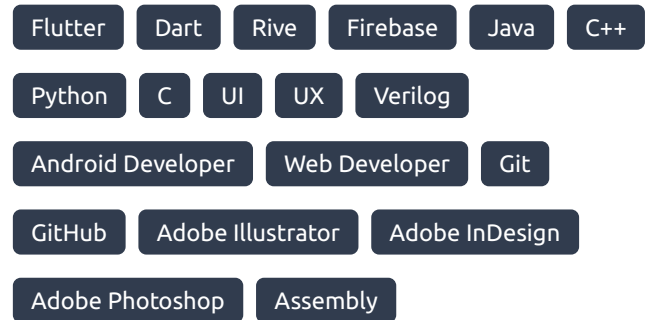 Flutter Dart Rive Firebase Java C++
Python C UI UX Verilog
Android Developer Web Developer Git
GitHub Adobe Illustrator Adobe InDesign
Adobe Photoshop Assembly